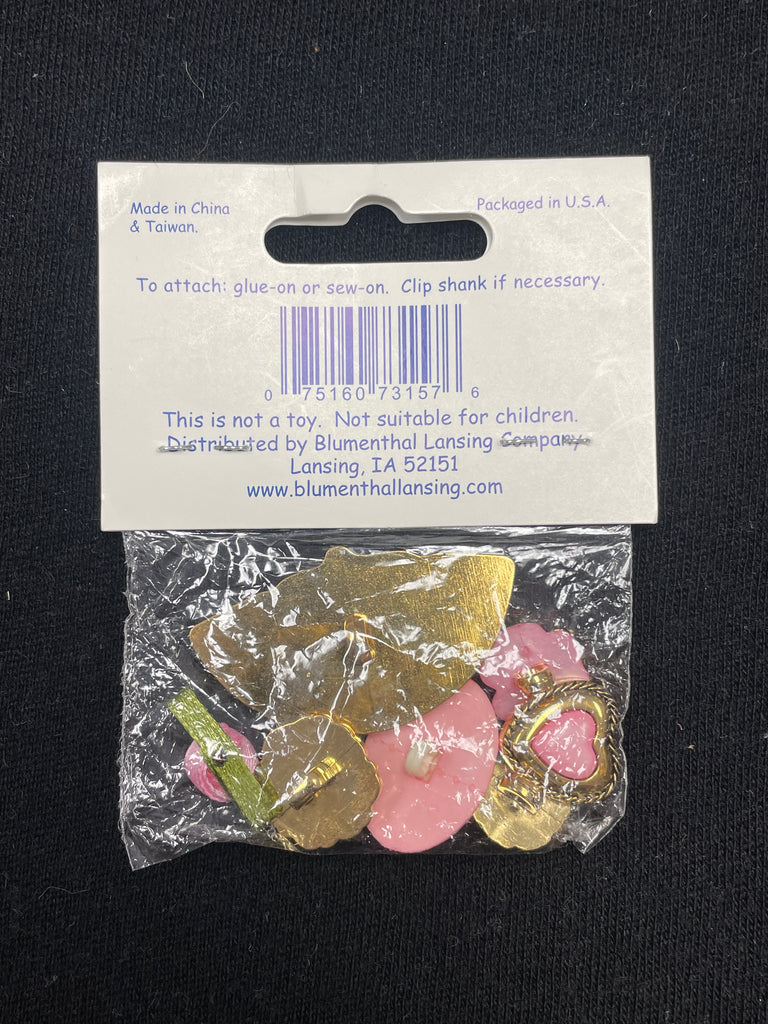 Made in China
& Taiwan.
Packaged in U.S.A.
To attach: glue-on or sew-on. Clip shank if necessary.
0 75160 73157 6
This is not a toy. Not suitable for children.
Distributed by Blumenthal Lansing Company
Lansing, IA 52151
www.blumenthallansing.com